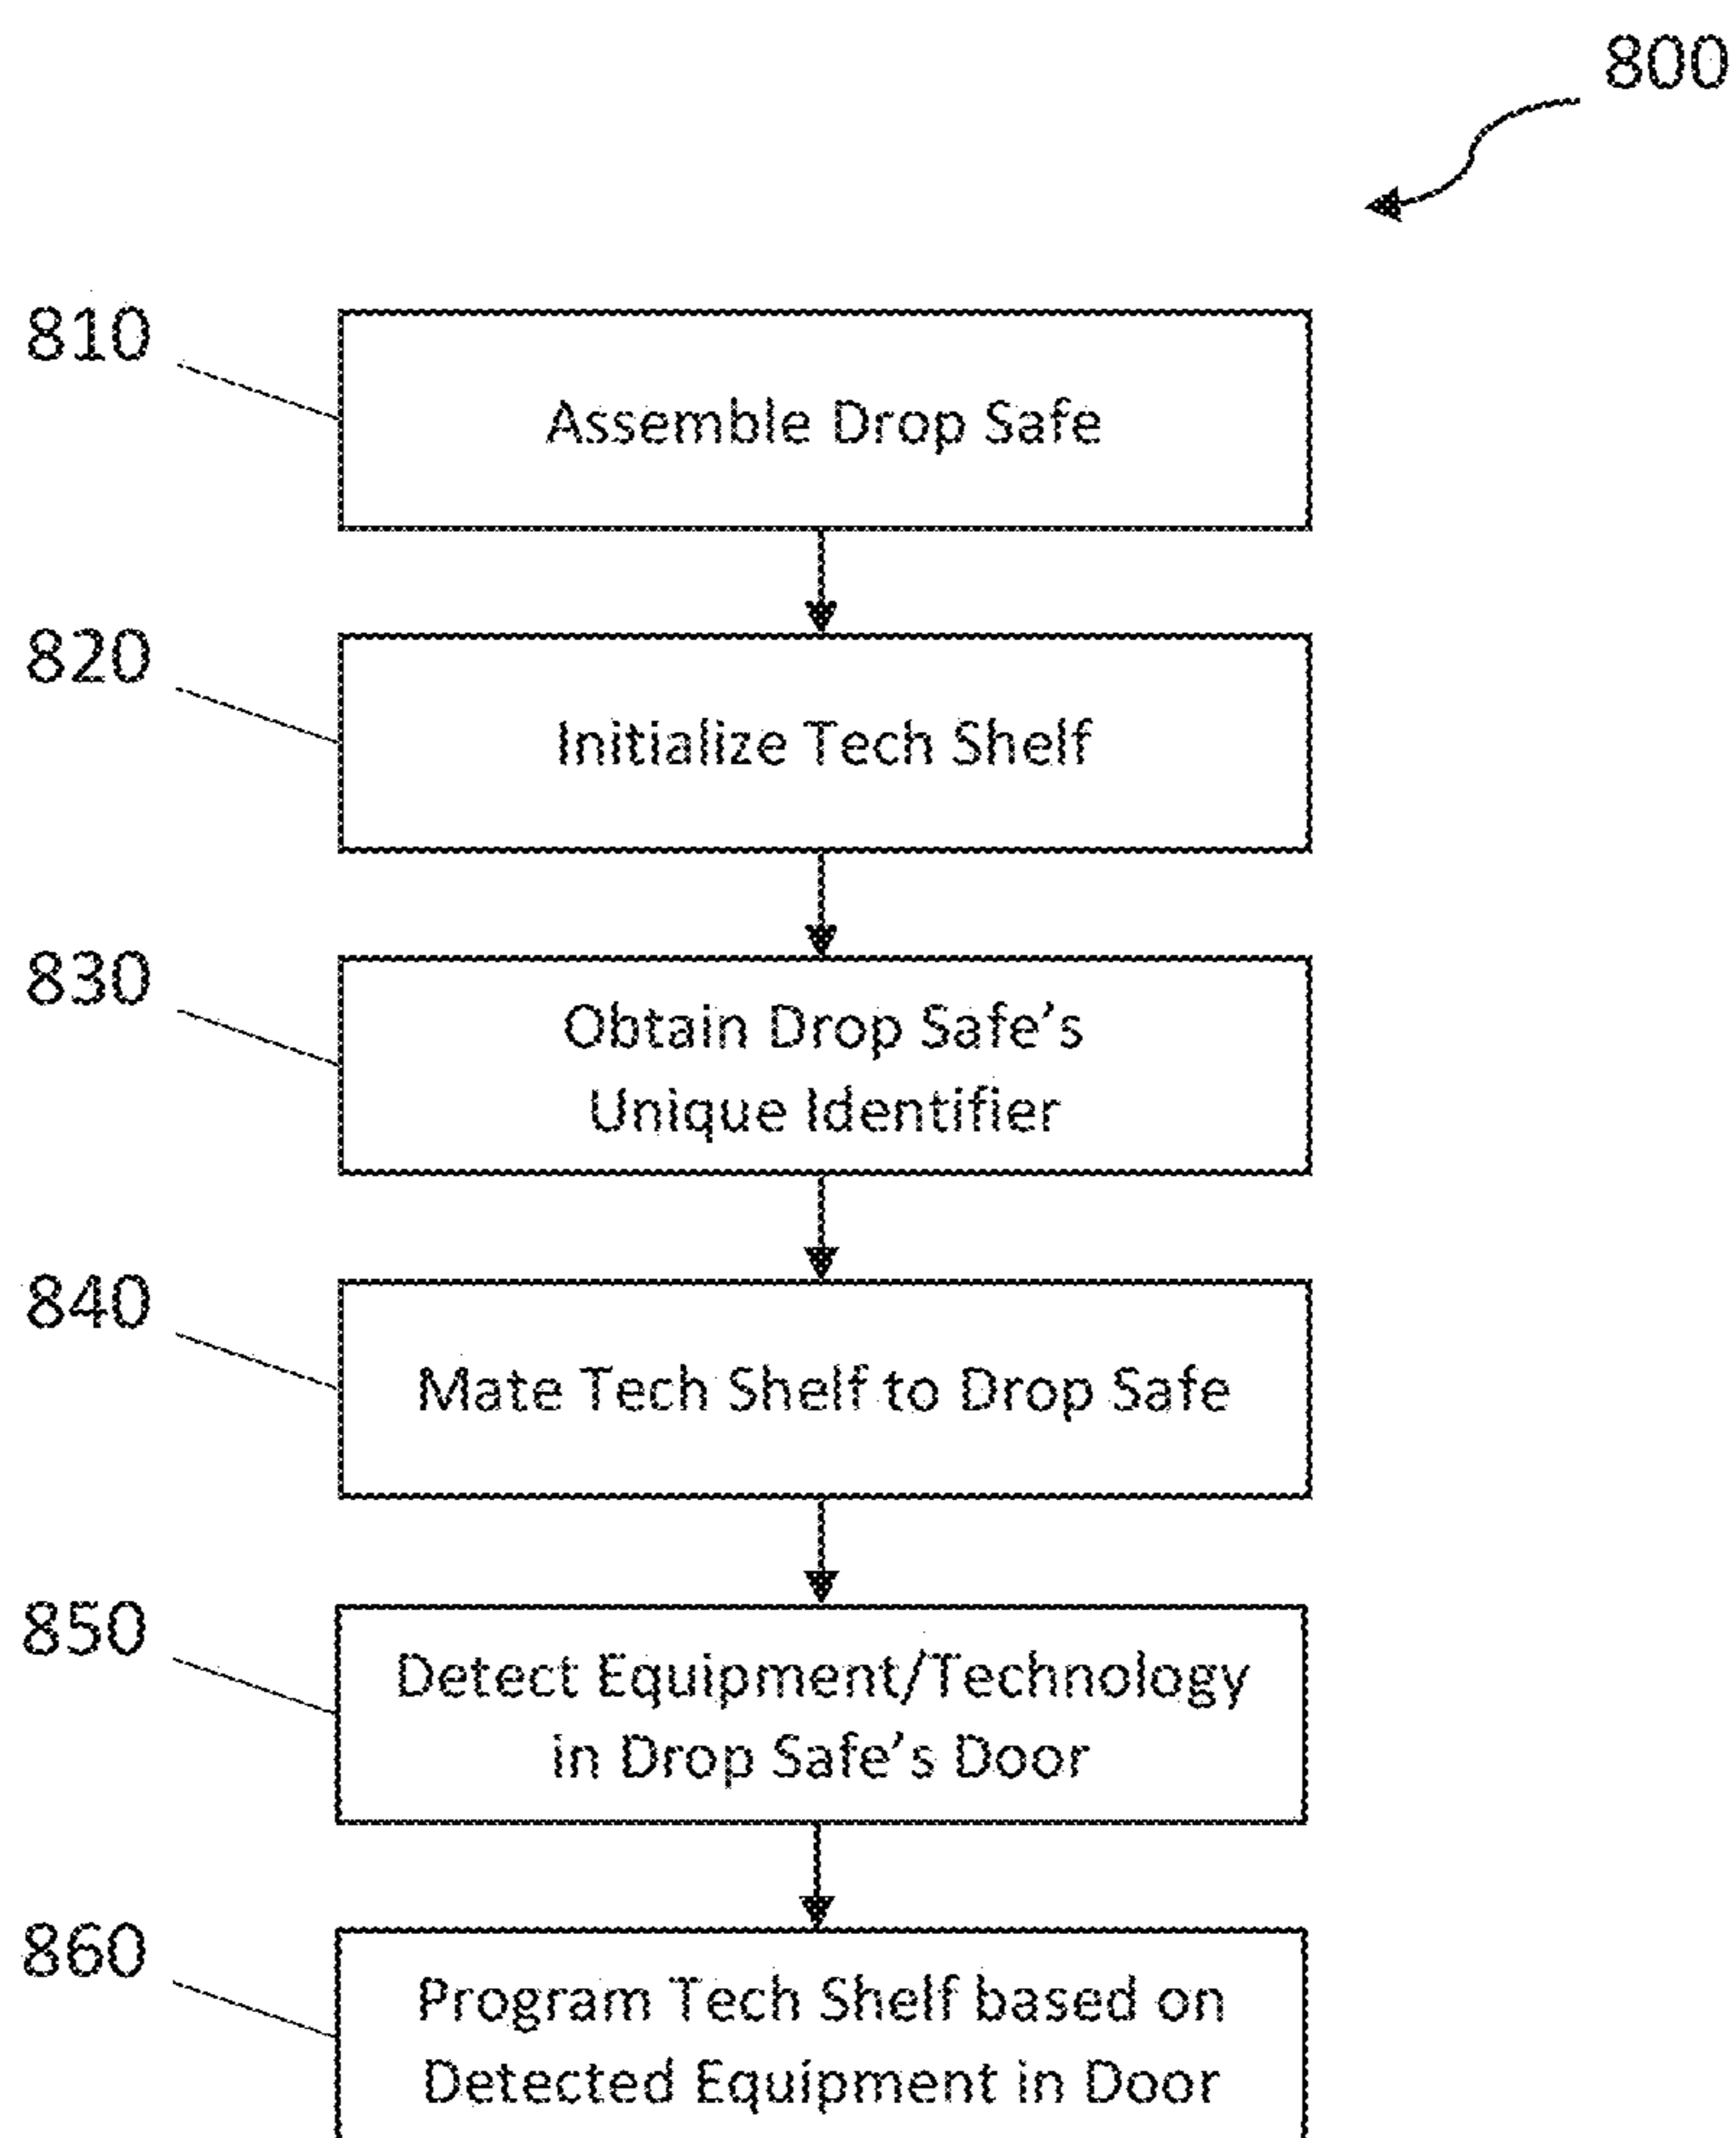 800
810
Assemble Drop Safe
820
Initialize Tech Shelf
830
Obtain Drop Safe's
Unique Identifier
840
Mate Tech Shelf to Drop Safe
850
Detect Equipment/Technology
in Drop Safe's Door
860
Program Tech Shelf based on
Detected Equipment in Door